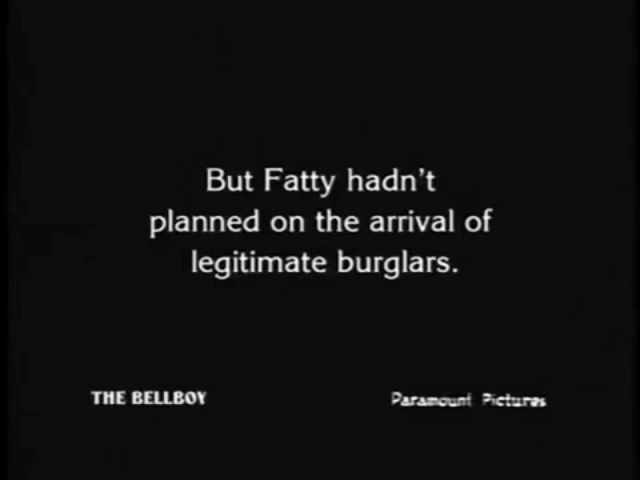 But Fatty hadn't
planned on the arrival of
legitimate burglars.
THE BELLBOY
Paramount Pictures